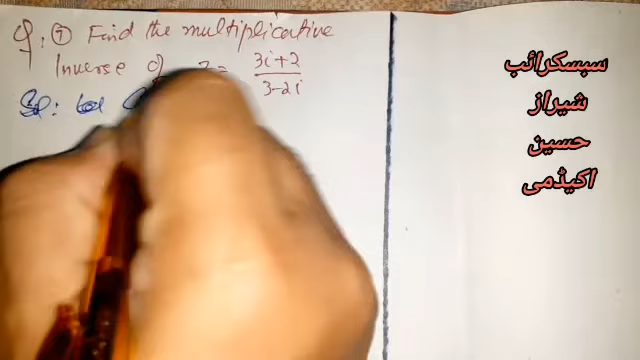 Q: ⑦ Find the multiplicative
Inverse of z = 3i+2 / 3-2i
Sol: let
سبسکرائب
شیراز
حسین
اکیڈمی